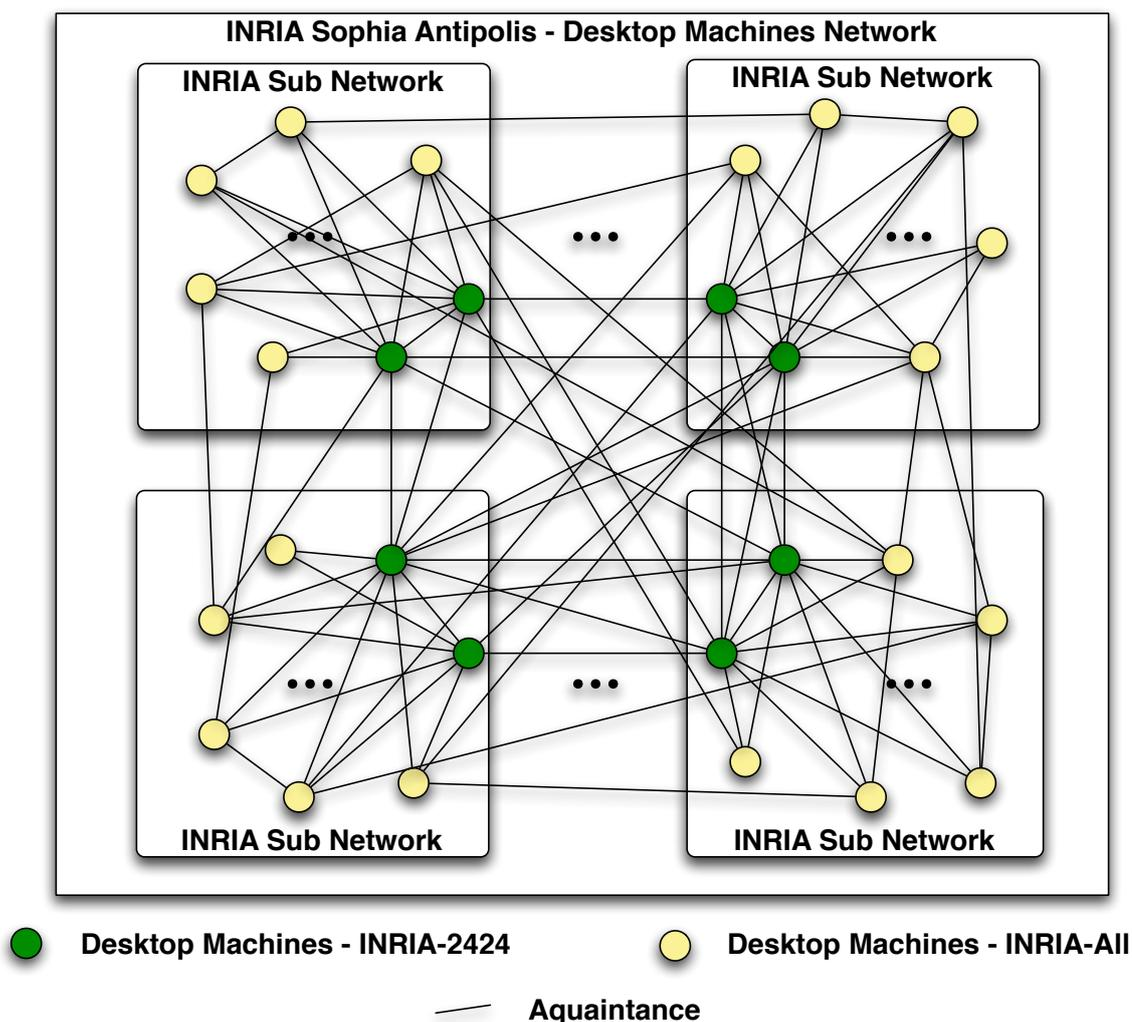 INRIA Sophia Antipolis - Desktop Machines Network
INRIA Sub Network
INRIA Sub Network
INRIA Sub Network
INRIA Sub Network
Desktop Machines - INRIA-2424
Desktop Machines - INRIA-All
Aquaintance